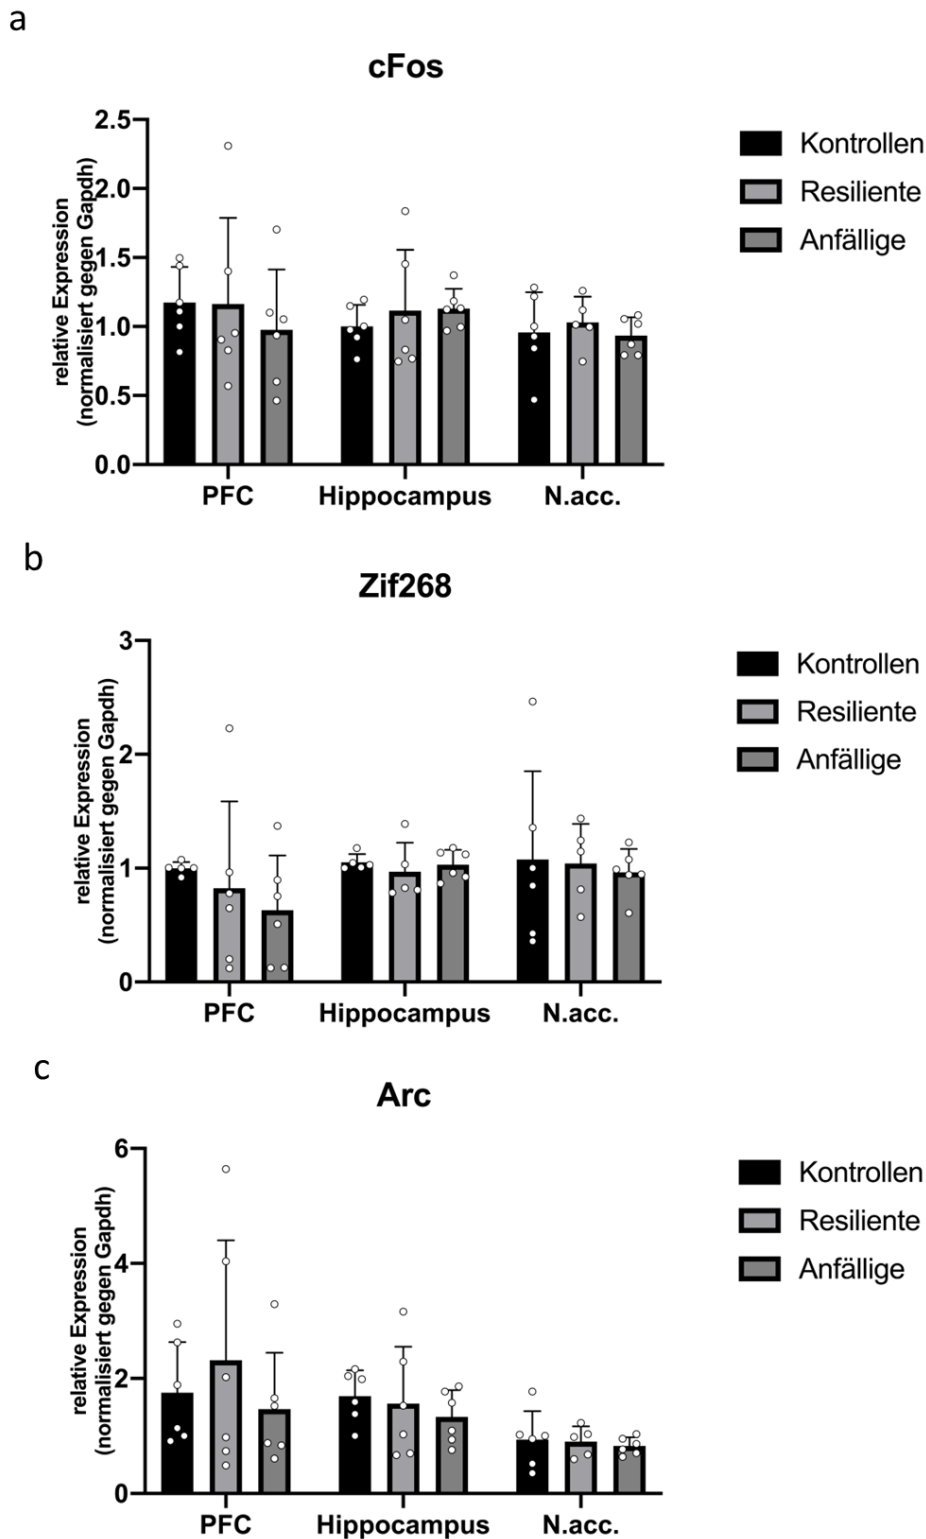 a
cFos
relative Expression
(normalisiert gegen Gapdh)
2.5
2.0
1.5
1.0
0.5
0.0
PFC
Hippocampus
N.acc.
Kontrollen
Resiliente
Anfällige
b
Zif268
relative Expression
(normalisiert gegen Gapdh)
3
2
1
0
PFC
Hippocampus
N.acc.
Kontrollen
Resiliente
Anfällige
c
Arc
relative Expression
(normalisiert gegen Gapdh)
6
4
2
0
PFC
Hippocampus
N.acc.
Kontrollen
Resiliente
Anfällige